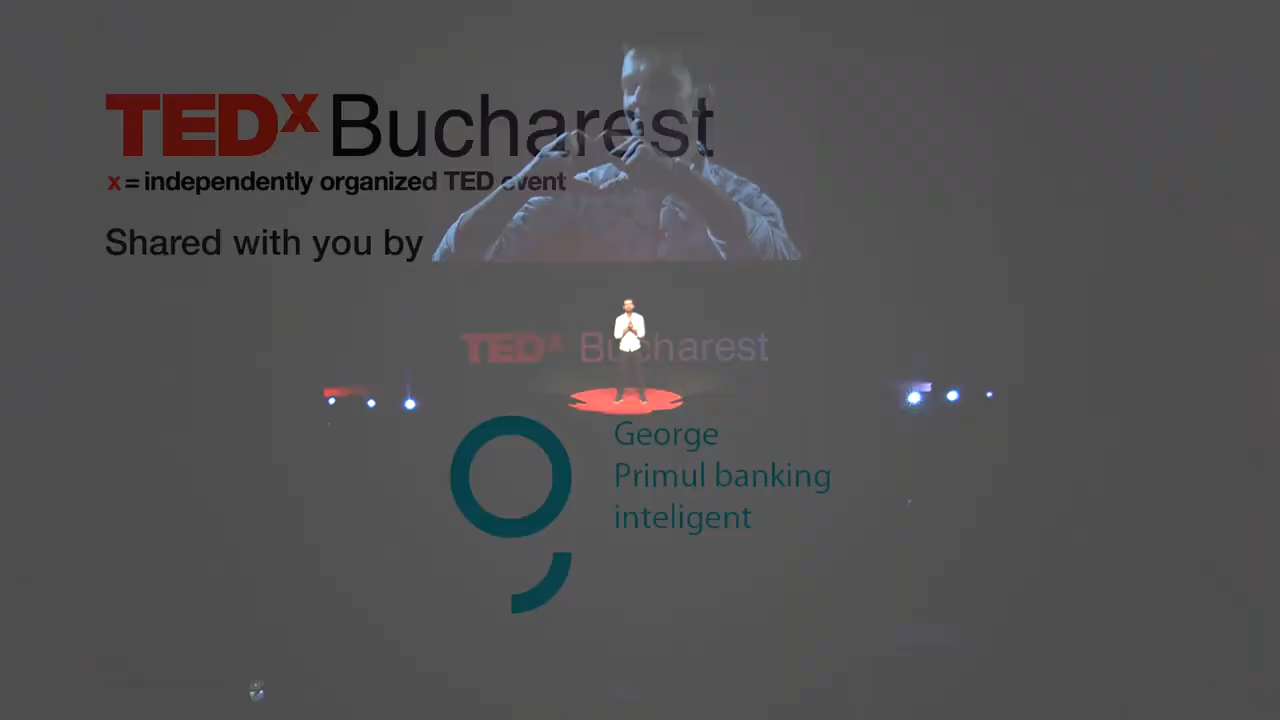 TEDx Bucharest
x = independently organized TED event
Shared with you by
TEDx Bucharest
George
Primul banking
inteligent